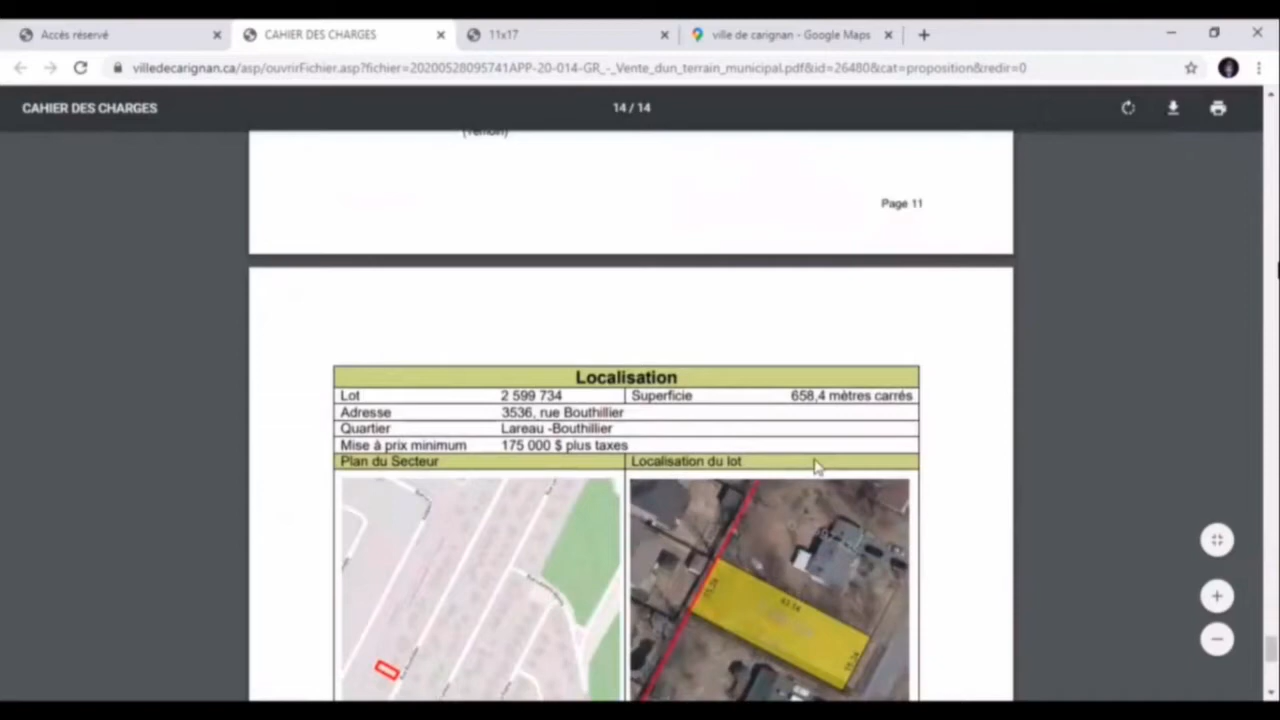 Accès réservé
CAHIER DES CHARGES
11x17
ville de carignan - Google Maps
villedecarignan.ca/asp/ouvrirFichier.asp?fichier=20200528095741APP-20-014-GR_-_Vente_dun_terrain_municipal.pdf&id=26480&cat=proposition&redir=0
CAHIER DES CHARGES
14 / 14
(Témoin)
Page 11
Localisation
Lot 2 599 734 Superficie 658,4 mètres carrés
Adresse 3536, rue Bouthillier
Quartier Lareau -Bouthillier
Mise à prix minimum 175 000 $ plus taxes
Plan du Secteur Localisation du lot